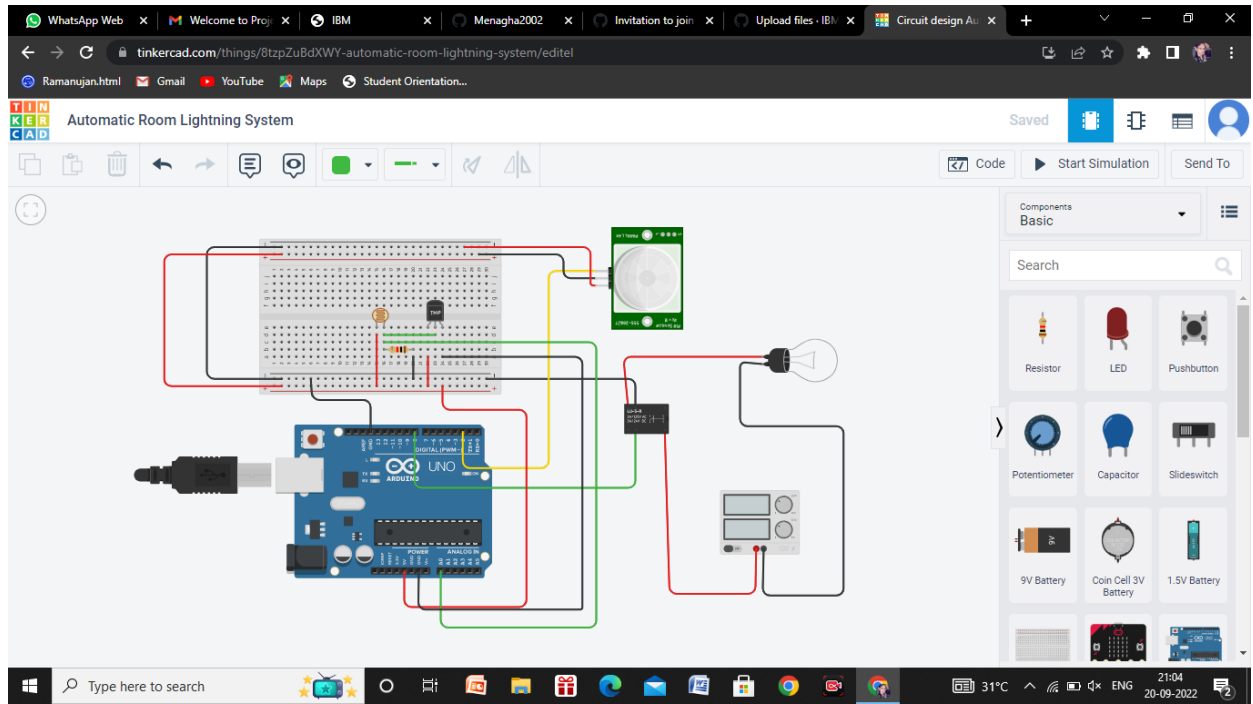 WhatsApp Web
Welcome to Proje
IBM
Menagha2002
Invitation to join
Upload files · IBM
Circuit design Au
tinkercad.com/things/8tzpZuBdXWY-automatic-room-lightning-system/editel
Ramanujan.html
Gmail
YouTube
Maps
Student Orientation...
TIN
KER
CAD
Automatic Room Lightning System
Saved
Code
Start Simulation
Send To
Components
Basic
Search
TMP
Resistor
LED
Pushbutton
DIGITAL (PWM~)
UNO
ARDUINO
POWER
ANALOG IN
Potentiometer
Capacitor
Slideswitch
9V
9V Battery
Coin Cell 3V
Battery
1.5V Battery
Type here to search
31°C
ENG
21:04
20-09-2022
2